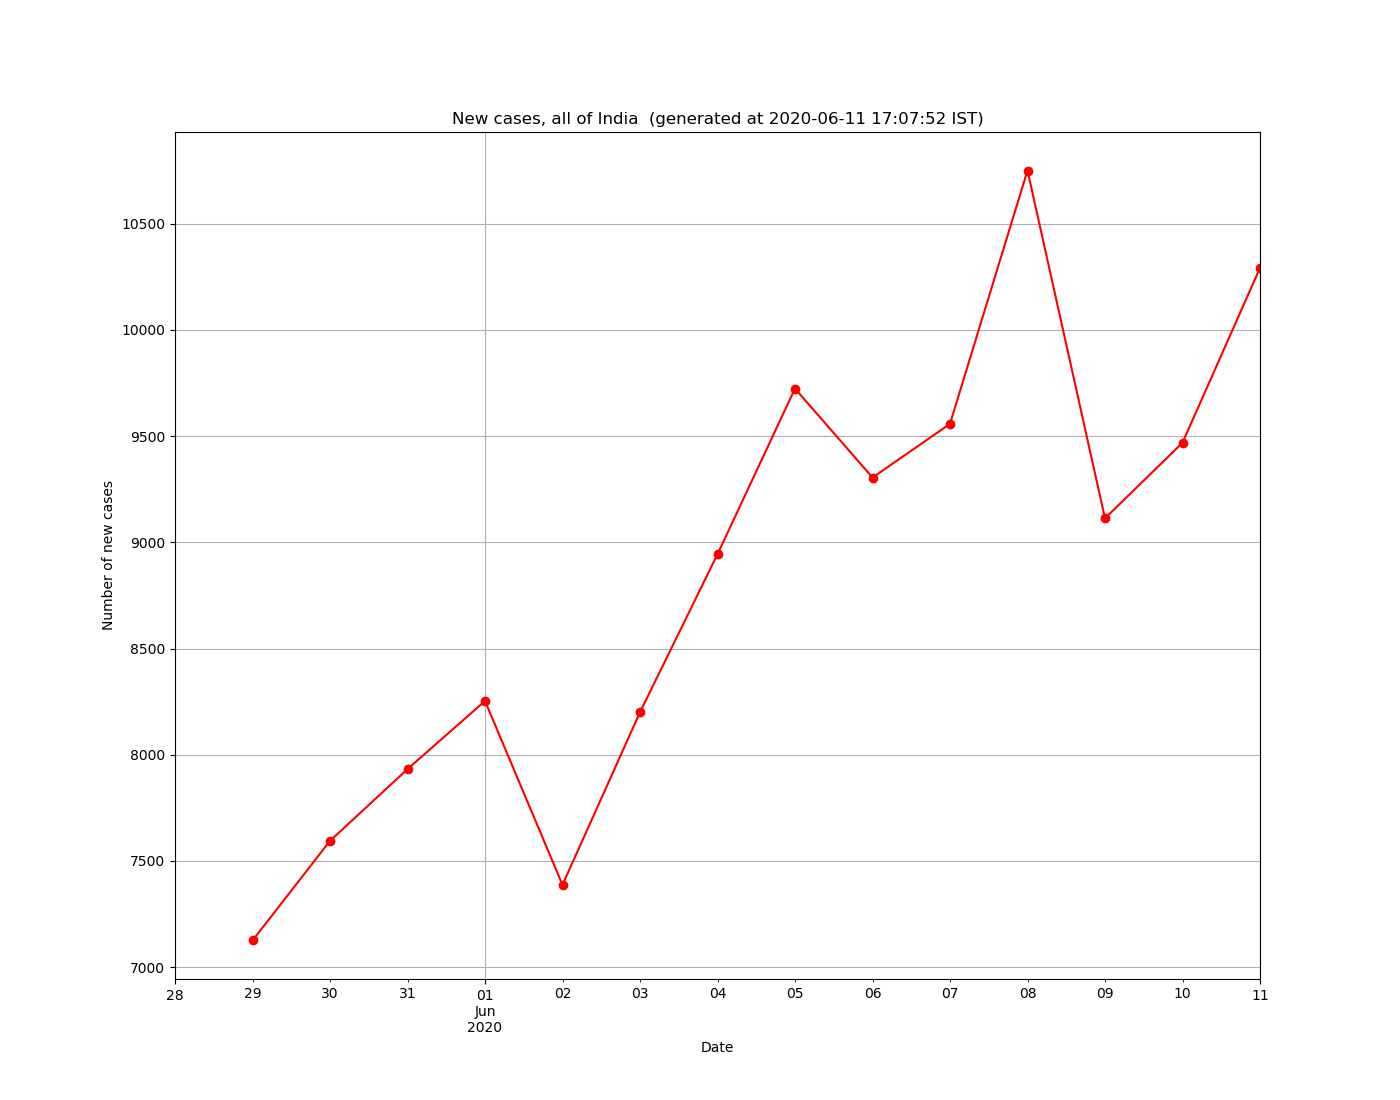 New cases, all of India  (generated at 2020-06-11 17:07:52 IST)
10500
10000
9500
9000
8500
8000
7500
7000
Number of new cases
28 29 30 31 01 02 03 04 05 06 07 08 09 10 11
Jun
2020
Date